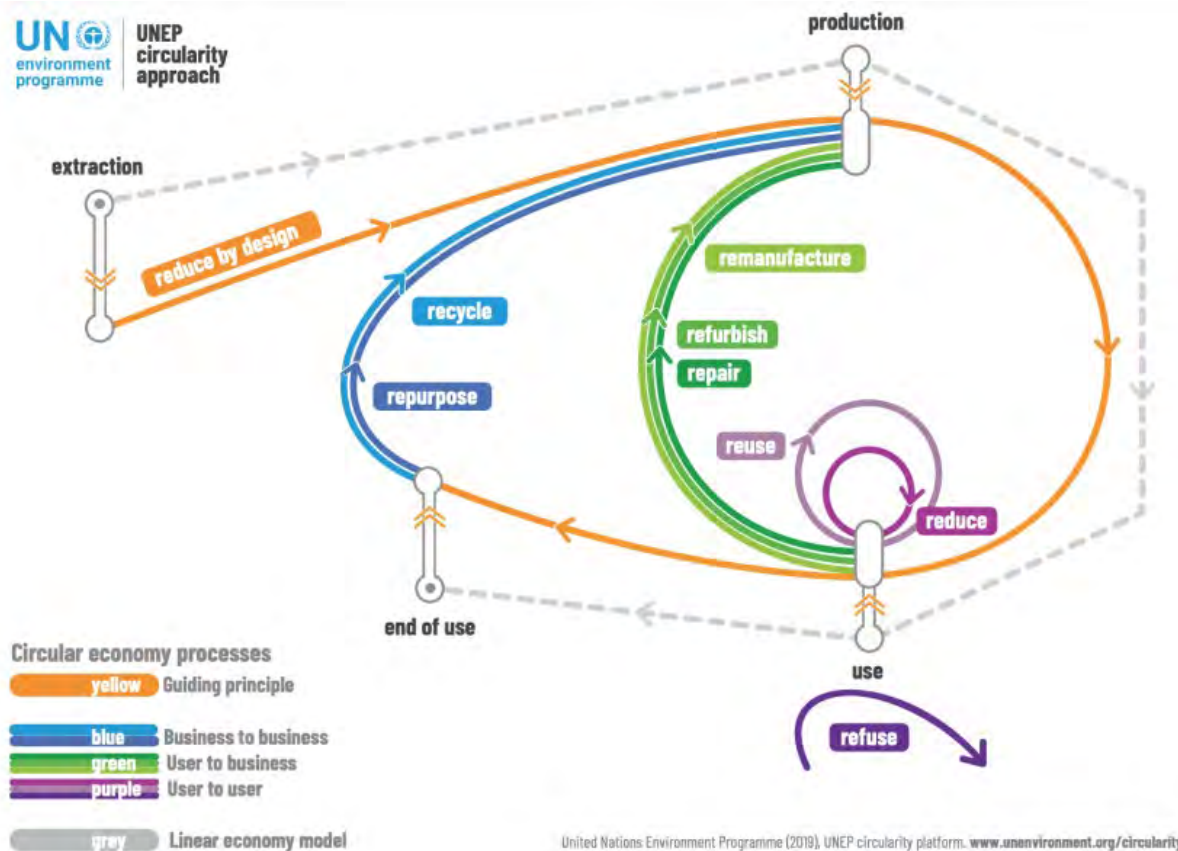 UN
environment
programme
UNEP
circularity
approach
production
extraction
reduce by design
remanufacture
recycle
refurbish
repair
repurpose
reuse
reduce
end of use
use
refuse
Circular economy processes
yellow Guiding principle
blue Business to business
green User to business
purple User to user
grey Linear economy model
United Nations Environment Programme (2019), UNEP circularity platform. www.unenvironment.org/circularity